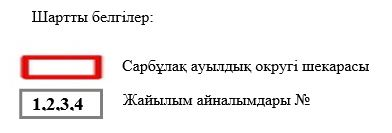 Шартты белгілер:
Сарбұлақ ауылдық округі шекарасы
1,2,3,4 Жайылым айналымдары №